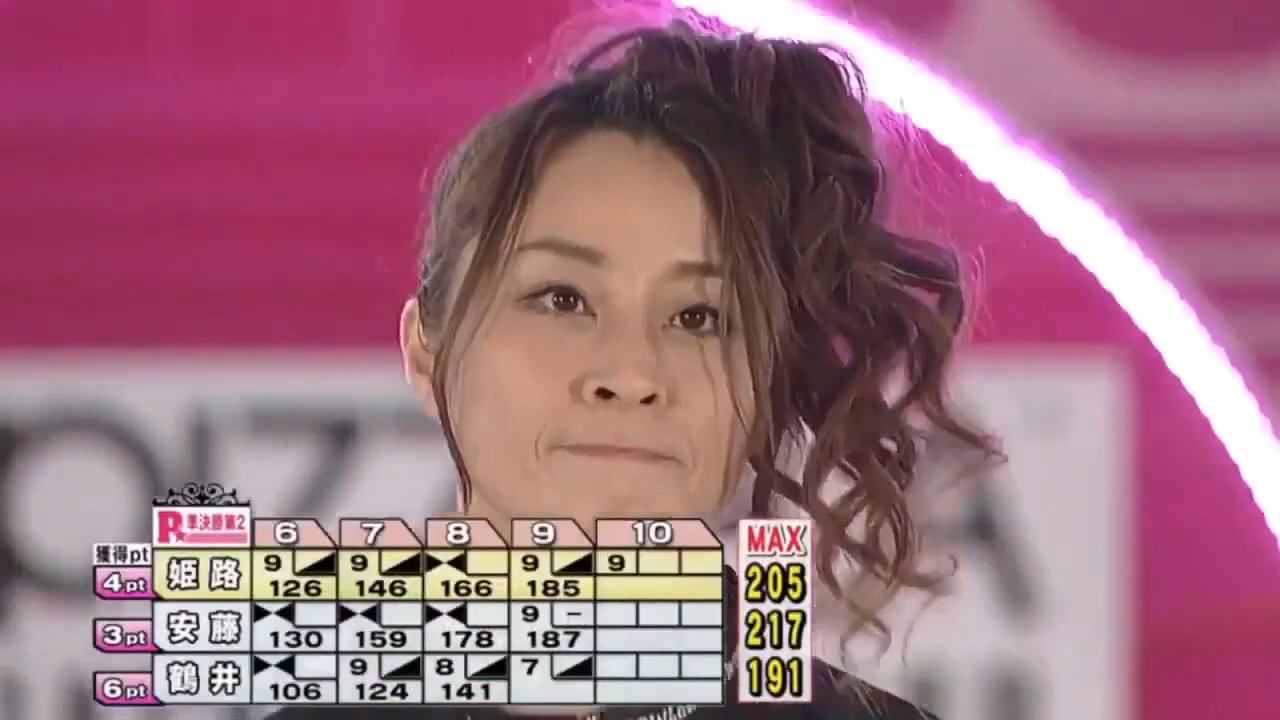 R 準決勝第2 6 7 8 9 10 MAX
獲得pt
4pt 姫路 9 9 9 9 205
126 146 166 185
3pt 安藤 9 - 217
130 159 178 187
6pt 鶴井 9 8 7 191
106 124 141